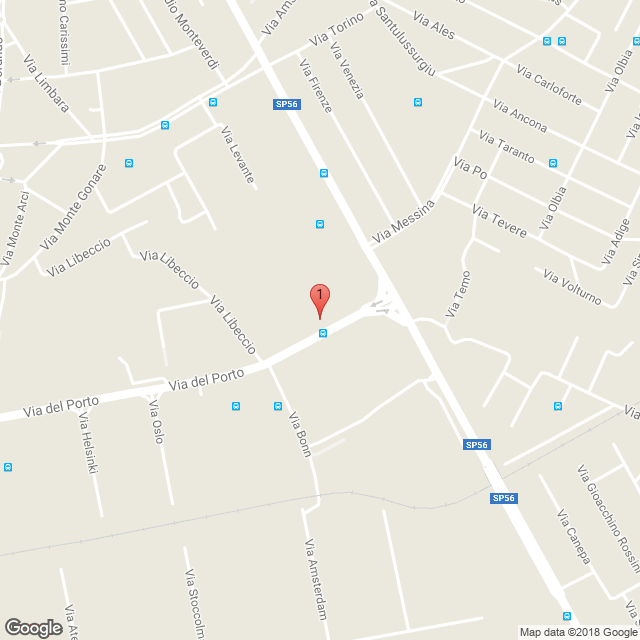 Via Ales
Via Torino
Via Santulussurgiu
Via Limbara
Via Venezia
Via Firenze
Via Carloforte
Via Olbia
SP56
Via Ancona
Via Levante
Via Taranto
Via Po
Via Monte Gonare
Via Monte Arci
Via Olbia
Via Messina
Via Tevere
Via Adige
Via Libeccio
Via Libeccio
Via Temo
Via Volturno
1
Via Libeccio
Via del Porto
Via del Porto
Via Oslo
Via Helsinki
Via Bonn
SP56
SP56
Via Gioacchino Rossini
Via Canepa
Via Amsterdam
Google
Map data ©2018 Google